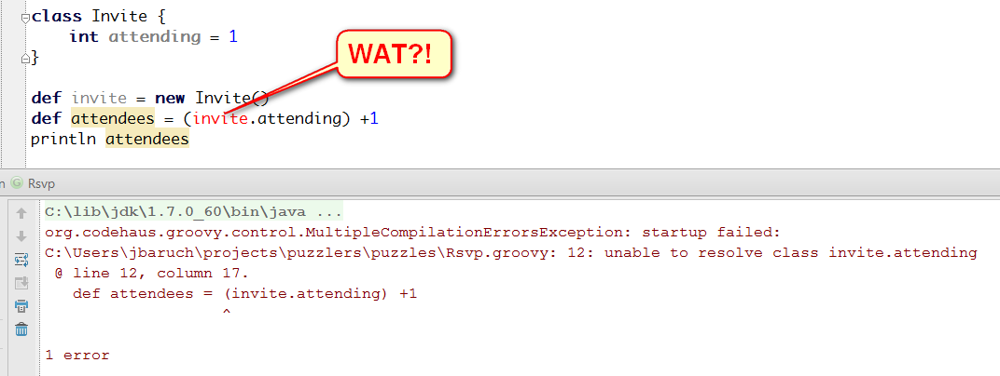 class Invite {
    int attending = 1
}
WAT?!
def invite = new Invite()
def attendees = (invite.attending) +1
println attendees
n Rsvp
C:\lib\jdk\1.7.0_60\bin\java ...
org.codehaus.groovy.control.MultipleCompilationErrorsException: startup failed:
C:\Users\jbaruch\projects\puzzlers\puzzles\Rsvp.groovy: 12: unable to resolve class invite.attending
 @ line 12, column 17.
   def attendees = (invite.attending) +1
                   ^
1 error